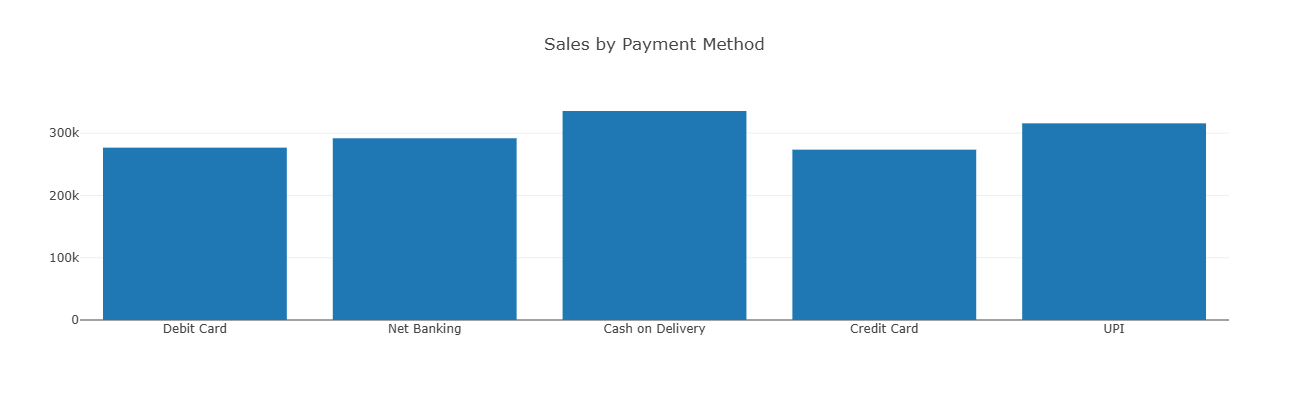 Sales by Payment Method
300k
200k
100k
0
Debit Card
Net Banking
Cash on Delivery
Credit Card
UPI